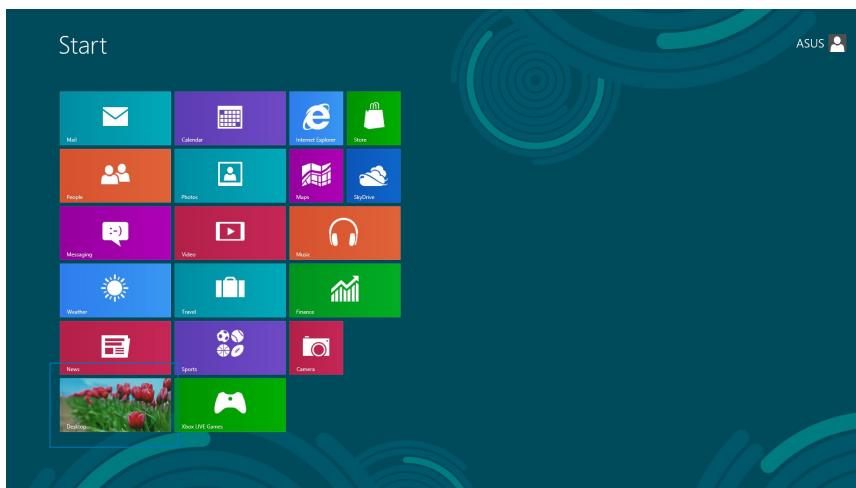 Start
ASUS
Mail
Calendar
Internet Explorer
Store
People
Photos
Maps
SkyDrive
:-)
Messaging
Video
Music
Weather
Travel
Finance
News
Sports
Camera
Desktop
Xbox LIVE Games